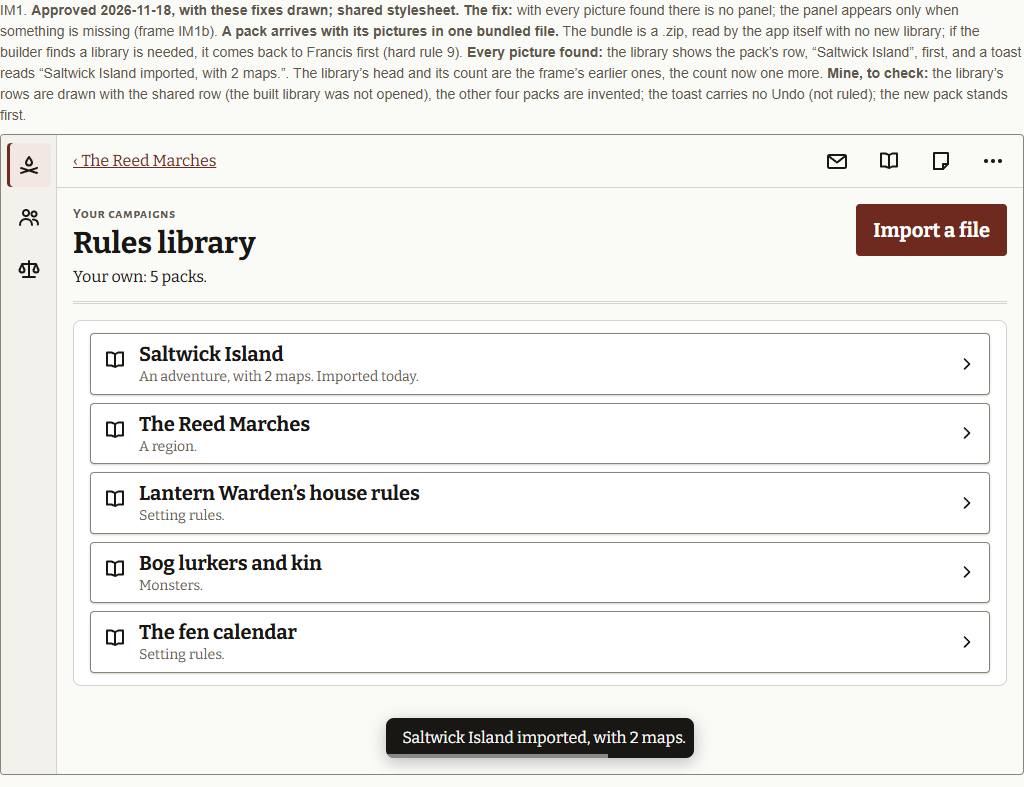 IM1. Approved 2026-11-18, with these fixes drawn; shared stylesheet. The fix: with every picture found there is no panel; the panel appears only when
something is missing (frame IM1b). A pack arrives with its pictures in one bundled file. The bundle is a .zip, read by the app itself with no new library; if the
builder finds a library is needed, it comes back to Francis first (hard rule 9). Every picture found: the library shows the pack’s row, “Saltwick Island”, first, and a toast
reads “Saltwick Island imported, with 2 maps.”. The library’s head and its count are the frame’s earlier ones, the count now one more. Mine, to check: the library’s
rows are drawn with the shared row (the built library was not opened), the other four packs are invented; the toast carries no Undo (not ruled); the new pack stands
first.
‹ The Reed Marches
Your campaigns
Rules library
Your own: 5 packs.
Import a file
Saltwick Island
An adventure, with 2 maps. Imported today.
The Reed Marches
A region.
Lantern Warden’s house rules
Setting rules.
Bog lurkers and kin
Monsters.
The fen calendar
Setting rules.
Saltwick Island imported, with 2 maps.